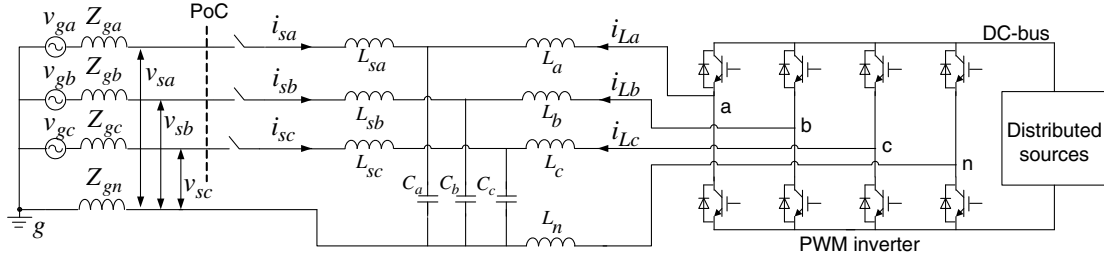 v_ga Z_ga PoC i_sa i_La DC-bus
L_sa L_a
v_gb Z_gb v_sa i_sb i_Lb a
L_sb L_b b
v_gc Z_gc v_sb i_sc i_Lc c
Distributed
sources
L_sc L_c
Z_gn v_sc C_a C_b C_c n
g L_n
PWM inverter